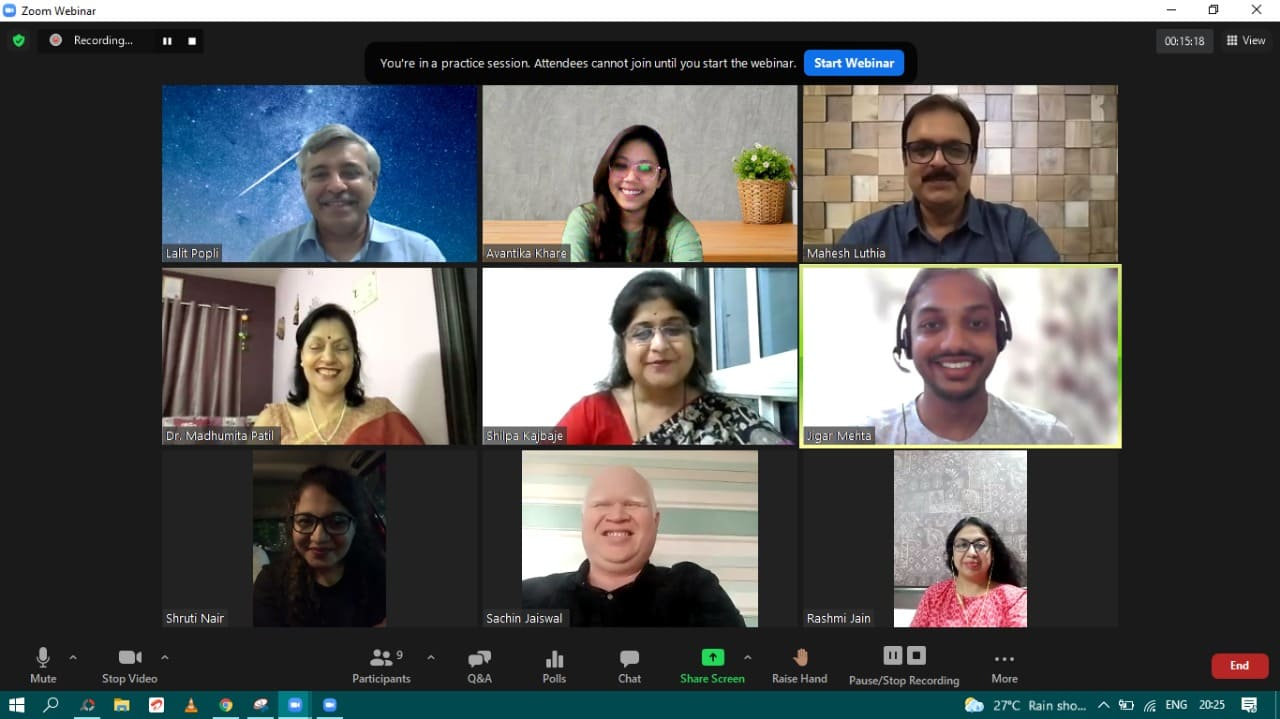 Zoom Webinar
Recording...
You're in a practice session. Attendees cannot join until you start the webinar.
Start Webinar
00:15:18
View
Lalit Popli
Avantika Khare
Mahesh Luthia
Dr. Madhumita Patil
Shilpa Kajbaje
Jigar Mehta
Shruti Nair
Sachin Jaiswal
Rashmi Jain
Mute
Stop Video
9
Participants
Q&A
Polls
Chat
Share Screen
Raise Hand
Pause/Stop Recording
More
End
27°C Rain sho...
ENG
20:25